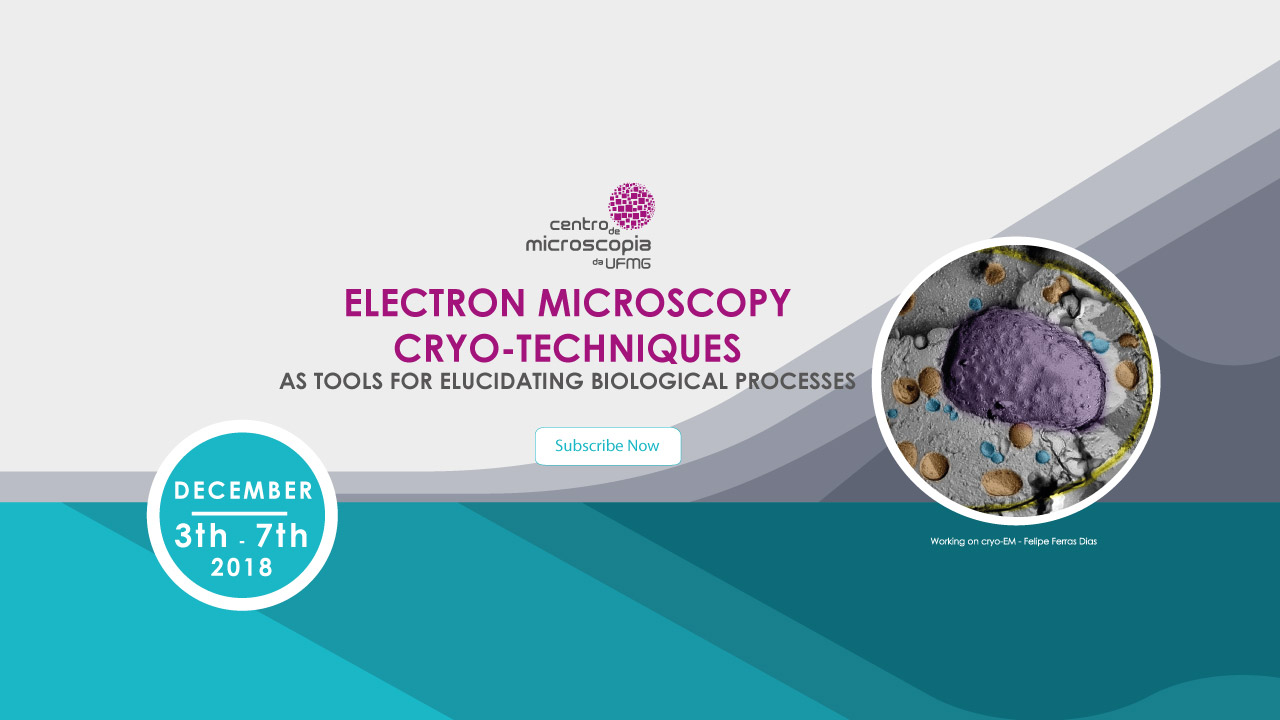 centro
de
microscopia
da UFMG
ELECTRON MICROSCOPY
CRYO-TECHNIQUES
AS TOOLS FOR ELUCIDATING BIOLOGICAL PROCESSES
Subscribe Now
DECEMBER
3th - 7th
2018
Working on cryo-EM - Felipe Ferras Dias